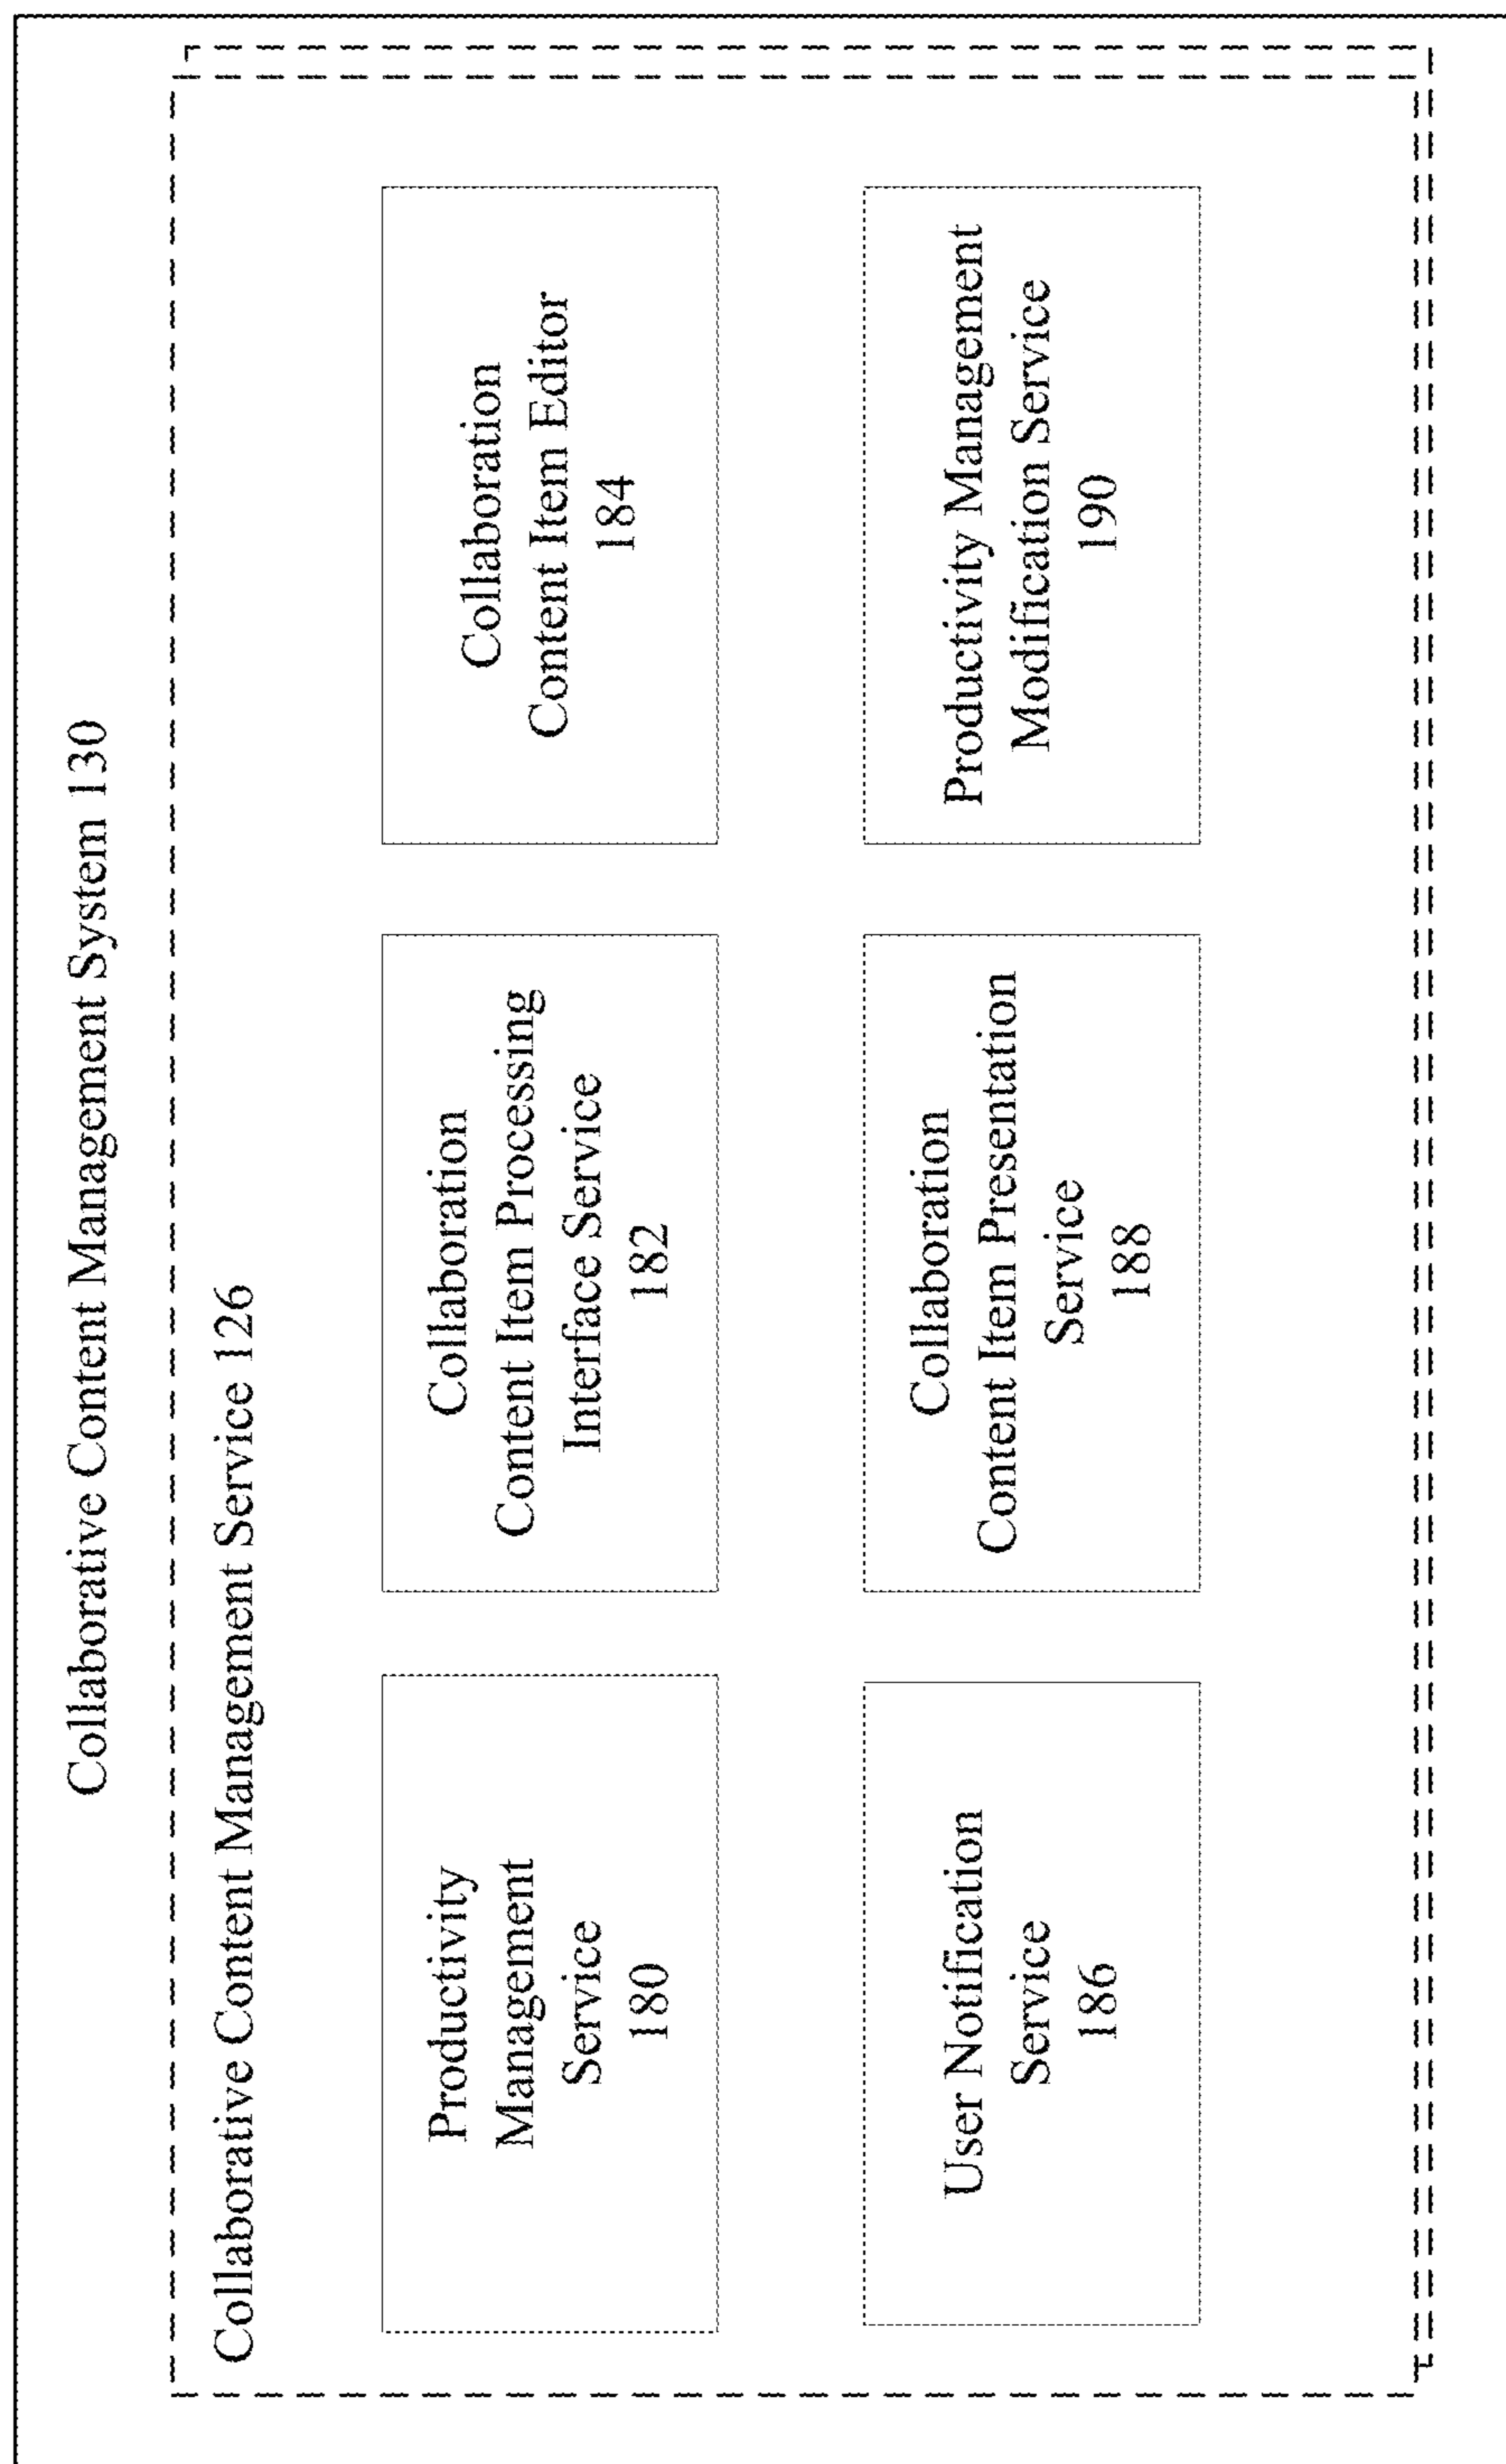 Collaborative Content Management System 130
Collaborative Content Management Service 126
Productivity
Management
Service
180
Collaboration
Content Item Processing
Interface Service
182
Collaboration
Content Item Editor
184
User Notification
Service
186
Collaboration
Content Item Presentation
Service
188
Productivity Management
Modification Service
190